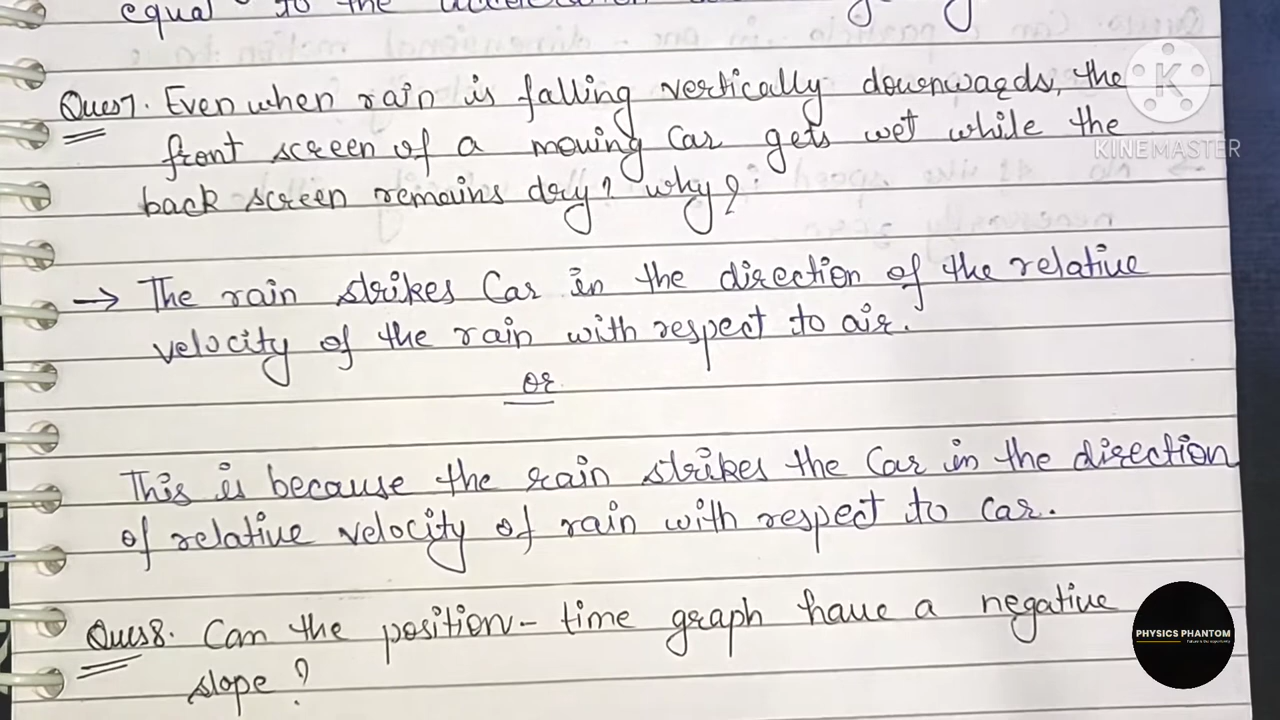 equal to the
Ques7. Even when rain is falling vertically downwards, the
front screen of a moving Car gets wet while the
back screen remains dry? why?
→ The rain strikes Car in the direction of the relative
velocity of the rain with respect to air.
or
This is because the rain strikes the Car in the direction
of relative velocity of rain with respect to car.
Ques8. Can the position - time graph have a negative
slope?
K
KINEMASTER
PHYSICS PHANTOM